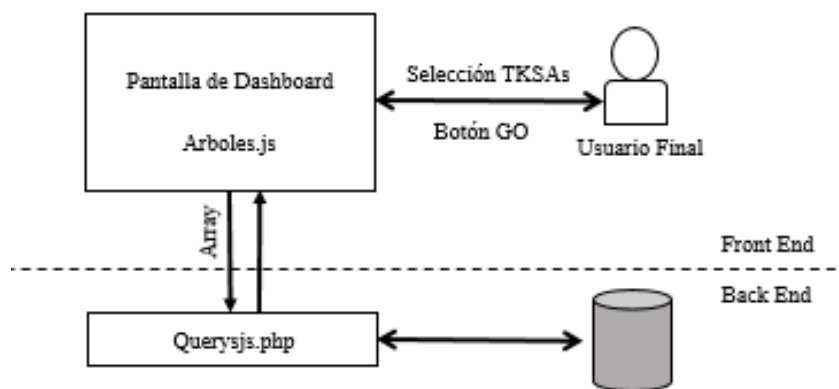 Pantalla de Dashboard
Arboles.js
Selección TKSAs
Botón GO
Usuario Final
Array
Front End
Back End
Querysjs.php